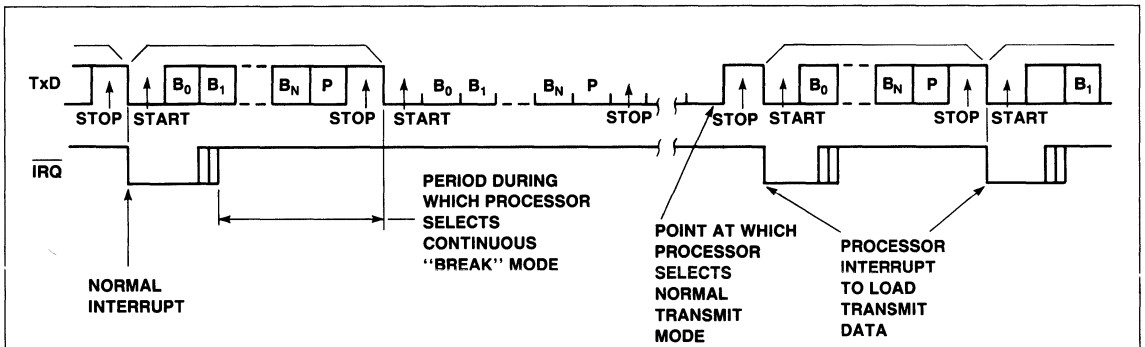 TxD
B0 B1 BN P B0 B1 BN P B0 BN P B1
STOP START STOP START STOP STOP START STOP START
IRQ
NORMAL
INTERRUPT
PERIOD DURING
WHICH PROCESSOR
SELECTS
CONTINUOUS
"BREAK" MODE
POINT AT WHICH
PROCESSOR
SELECTS
NORMAL
TRANSMIT
MODE
PROCESSOR
INTERRUPT
TO LOAD
TRANSMIT
DATA